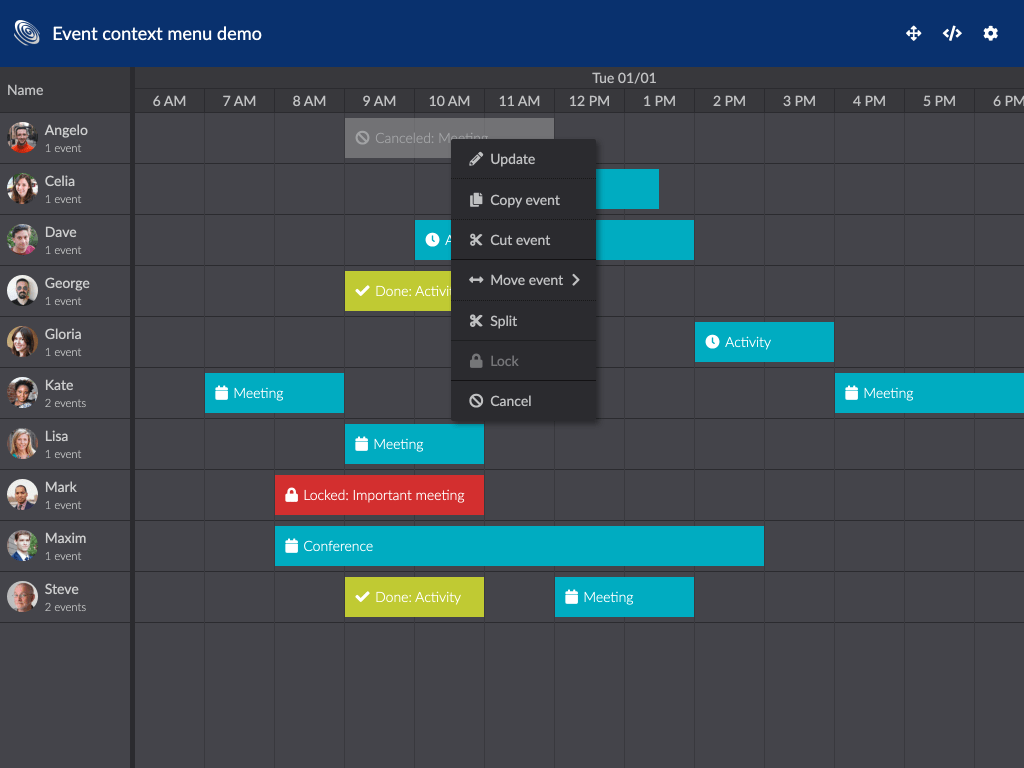 Event context menu demo
Name
Tue 01/01
6 AM 7 AM 8 AM 9 AM 10 AM 11 AM 12 PM 1 PM 2 PM 3 PM 4 PM 5 PM 6 PM
Angelo
1 event
Canceled: Meeting
Celia
1 event
Dave
1 event
A
George
1 event
Done: Activi
Gloria
1 event
Activity
Kate
2 events
Meeting
Meeting
Lisa
1 event
Meeting
Mark
1 event
Locked: Important meeting
Maxim
1 event
Conference
Steve
2 events
Done: Activity
Meeting
Update
Copy event
Cut event
Move event
Split
Lock
Cancel